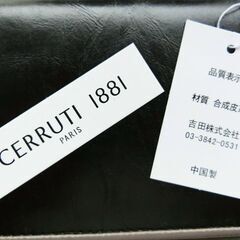 CERRUTI 1881
PARIS
品質表示
材質 合成皮
吉田株式会社
03-3842-0531
中国製